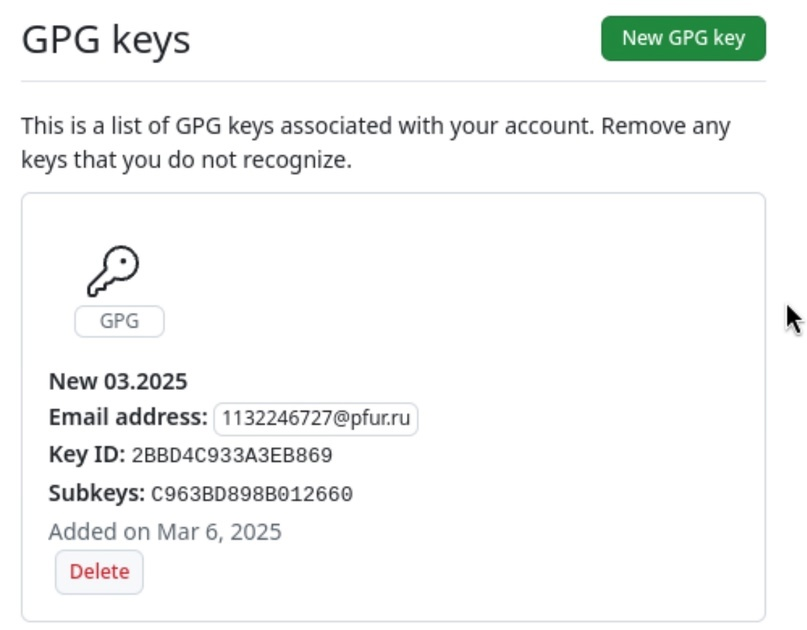 GPG keys
New GPG key
This is a list of GPG keys associated with your account. Remove any
keys that you do not recognize.
GPG
New 03.2025
Email address: 1132246727@pfur.ru
Key ID: 2BBD4C933A3EB869
Subkeys: C963BD898B012660
Added on Mar 6, 2025
Delete